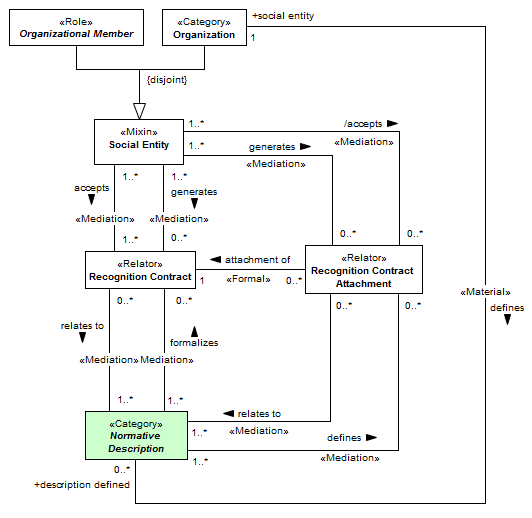 «Role»
Organizational Member
«Category»
Organization
+social entity
1
{disjoint}
«Mixin»
Social Entity
1..*
/accepts
«Mediation»
1..*
generates
«Mediation»
1..*
1..*
accepts
generates
«Mediation»
«Mediation»
1..*
0..*
0..*
0..*
«Relator»
Recognition Contract
attachment of
1
«Formal»
0..*
«Relator»
Recognition Contract
Attachment
0..*
0..*
0..*
0..*
«Material»
defines
relates to
formalizes
«Mediation»
Mediation»
1..*
1..*
«Category»
Normative
Description
relates to
1..*
«Mediation»
defines
1..*
«Mediation»
0..*
+description defined